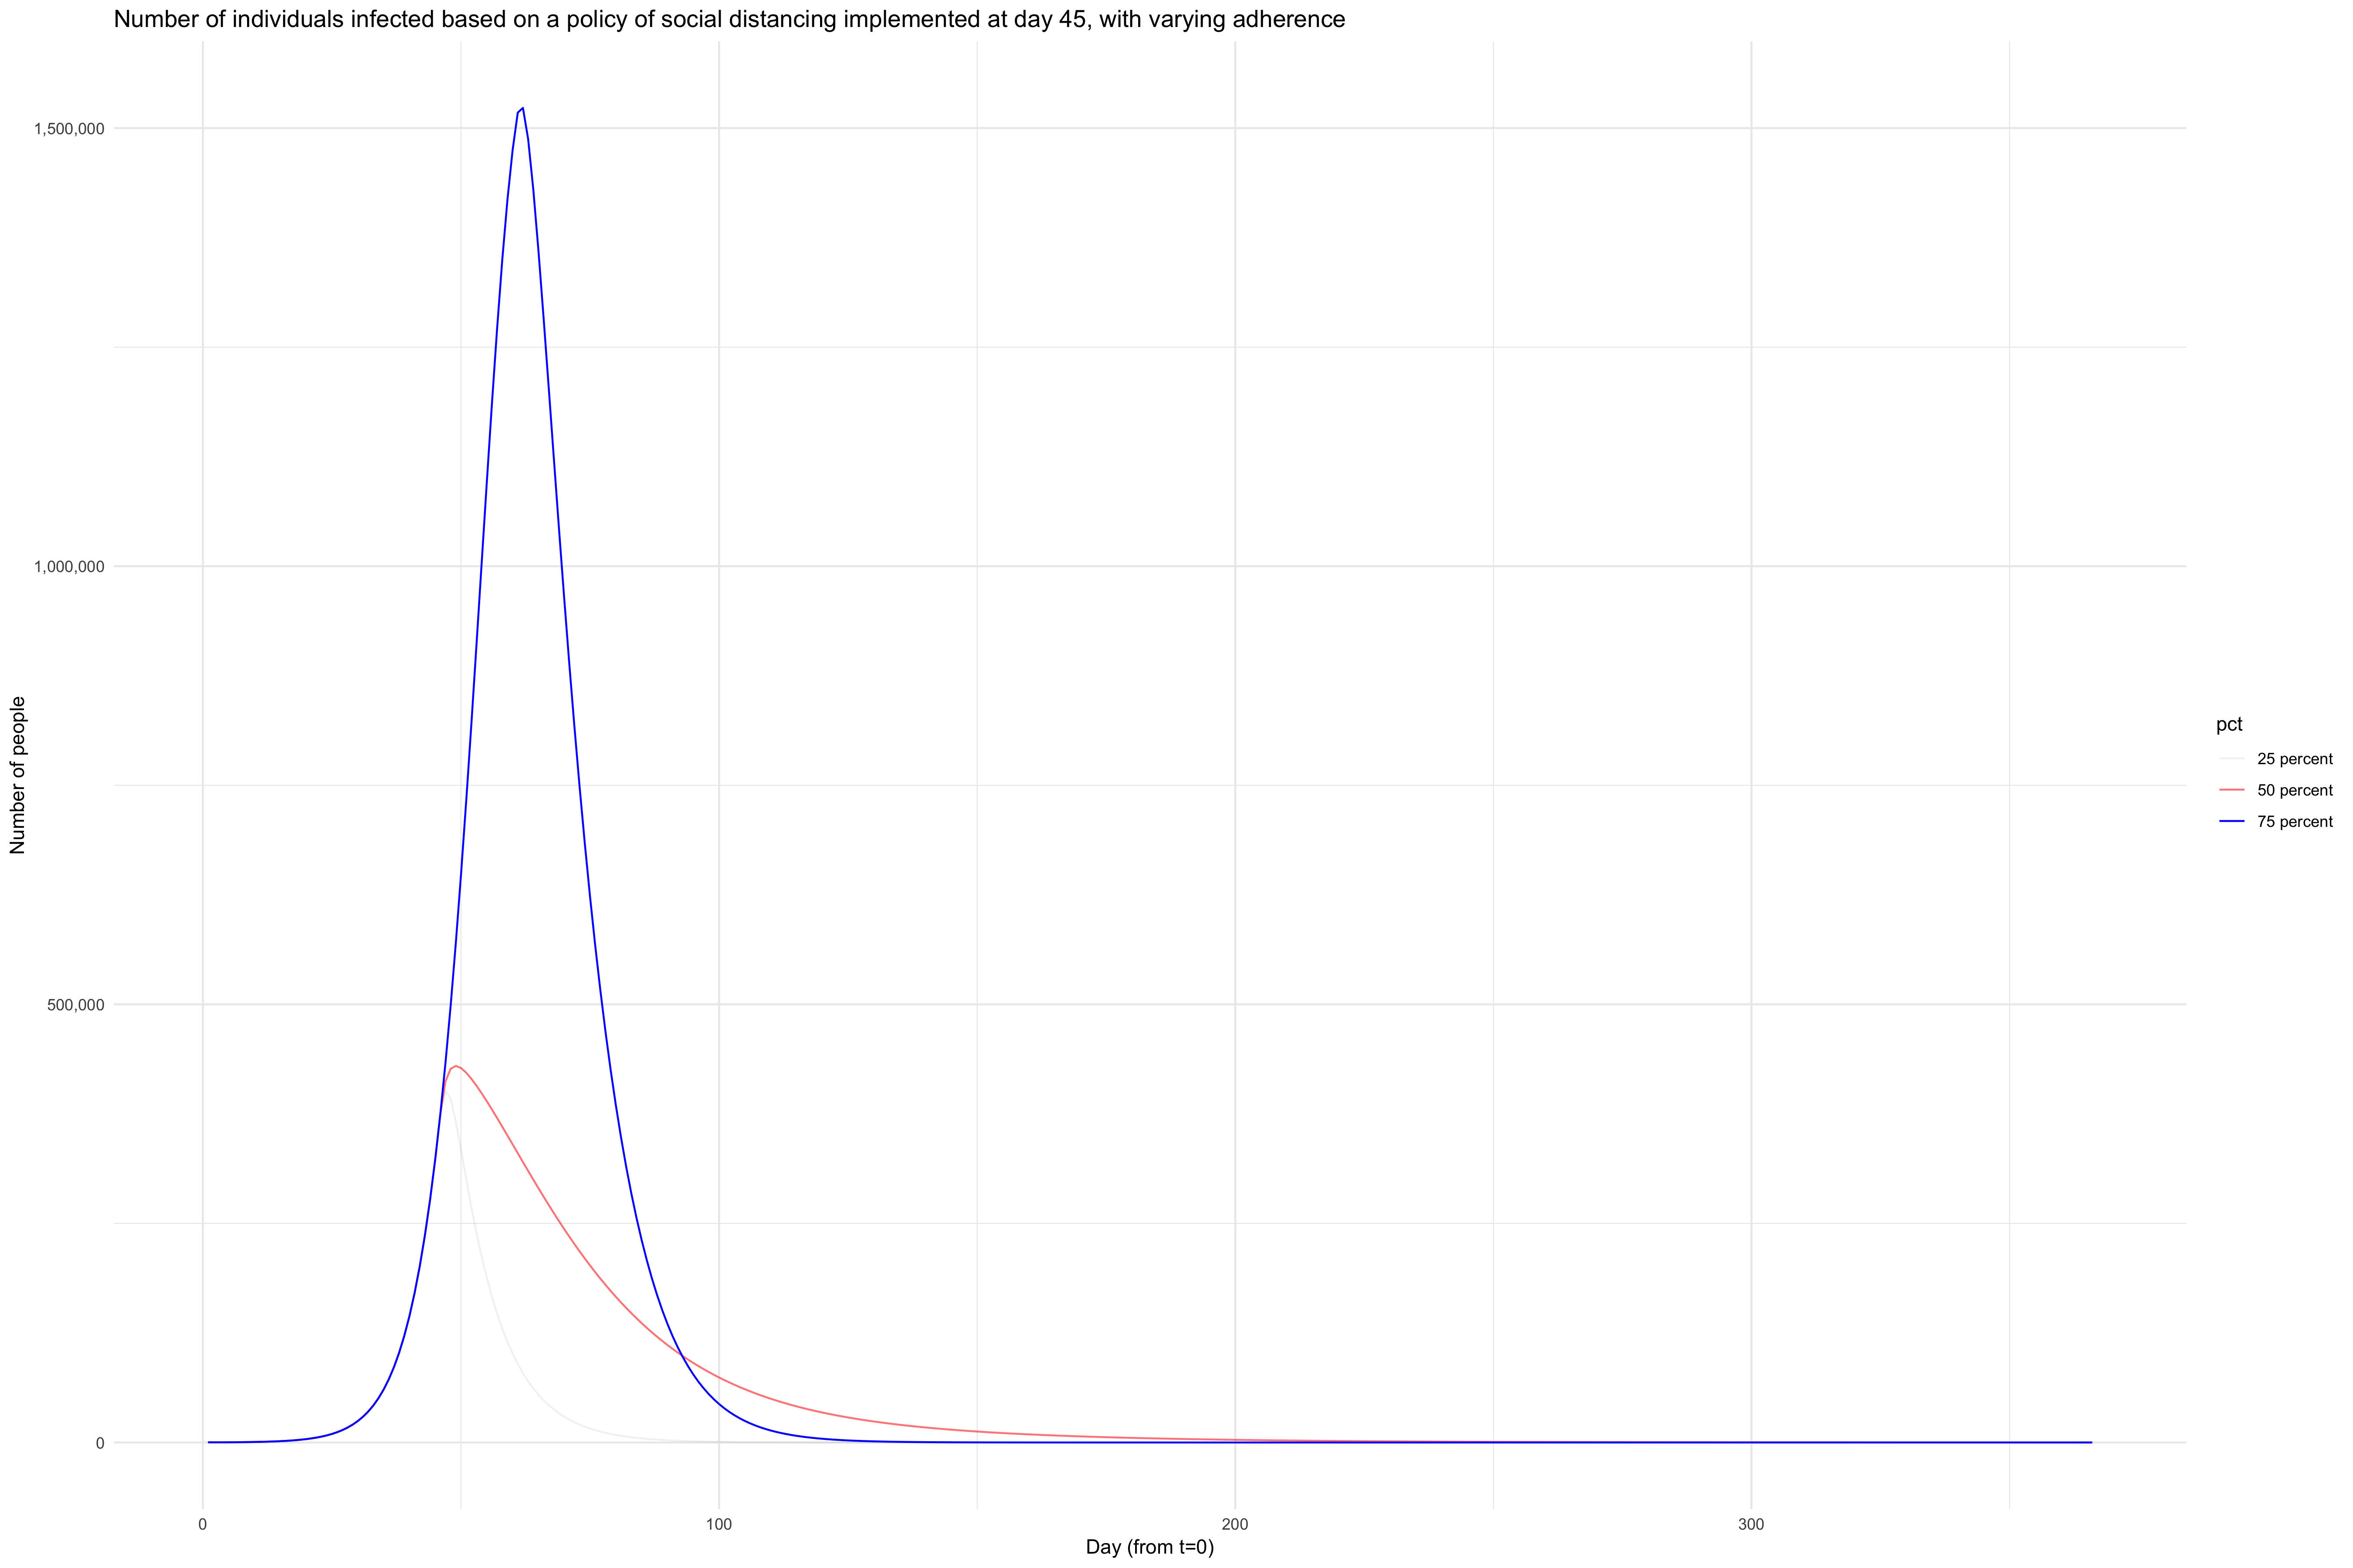 Number of individuals infected based on a policy of social distancing implemented at day 45, with varying adherence
Number of people
1,500,000
1,000,000
500,000
0
0
100
200
300
Day (from t=0)
pct
25 percent
50 percent
75 percent